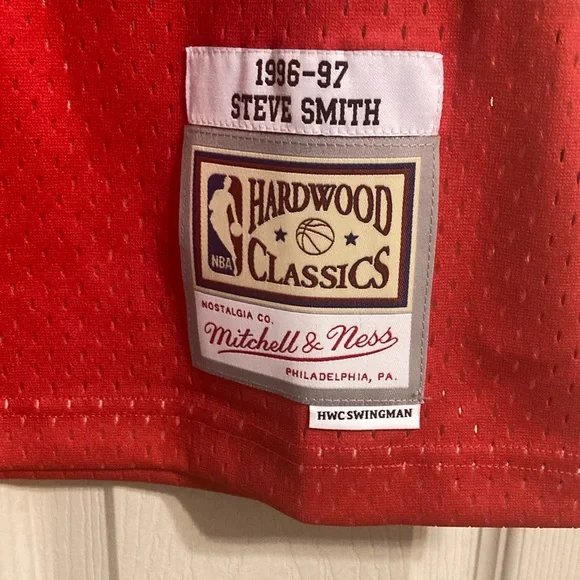 1996-97
STEVE SMITH
HARDWOOD
NBA
CLASSICS
NOSTALGIA CO.
Mitchell & Ness
PHILADELPHIA, PA.
HWC SWINGMAN